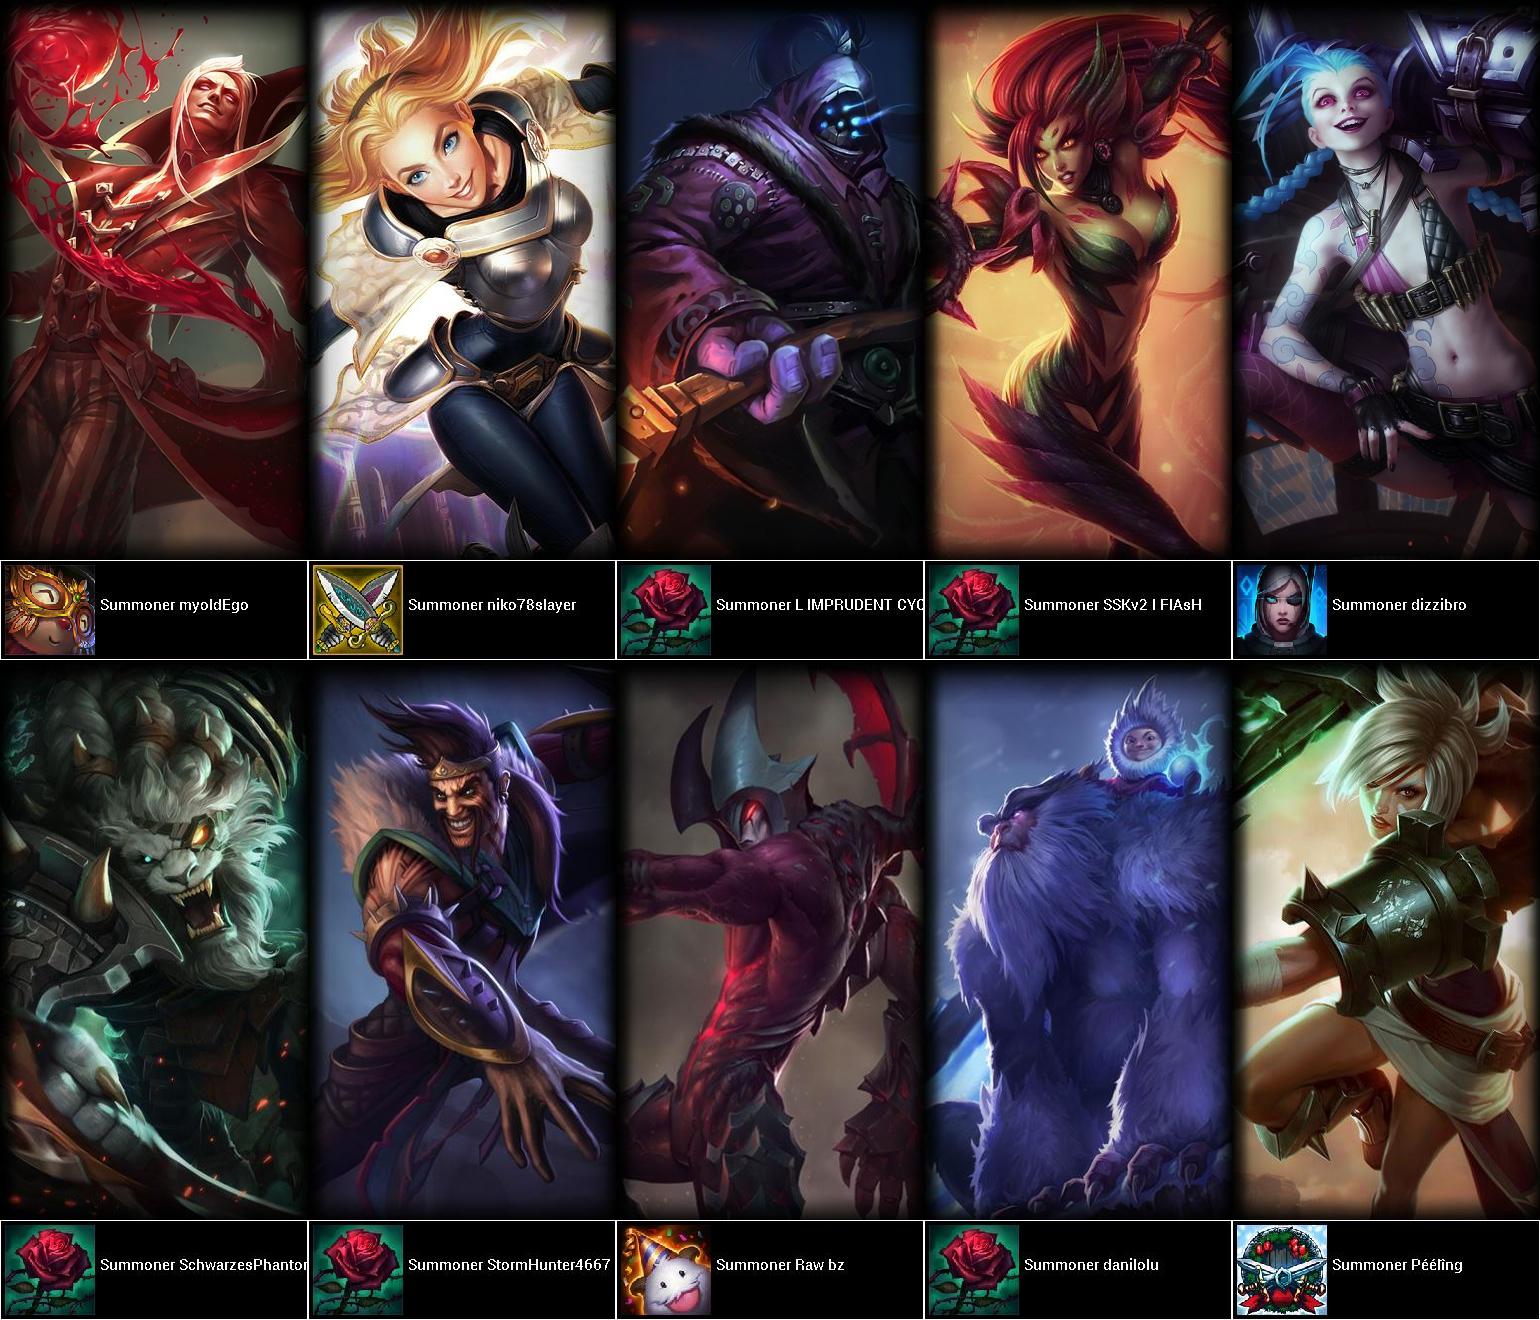 Summoner myoldEgo
Summoner niko78slayer
Summoner L IMPRUDENT CYC
Summoner SSKv2 I FlAsH
Summoner dizzibro
Summoner SchwarzesPhantor
Summoner StormHunter4667
Summoner Raw bz
Summoner danilolu
Summoner Péélîng